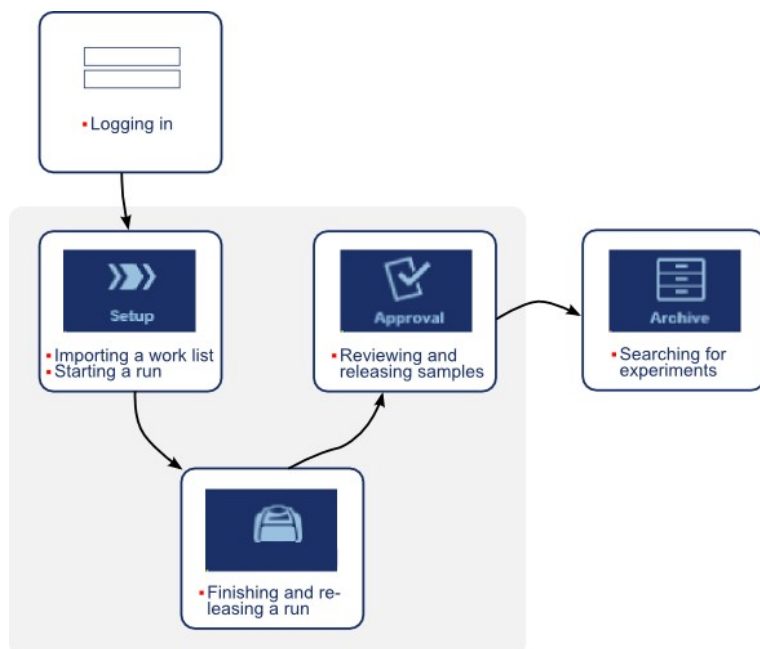 ▪ Logging in
Setup
▪ Importing a work list
▪ Starting a run
▪ Finishing and re-
leasing a run
Approval
▪ Reviewing and
releasing samples
Archive
▪ Searching for
experiments